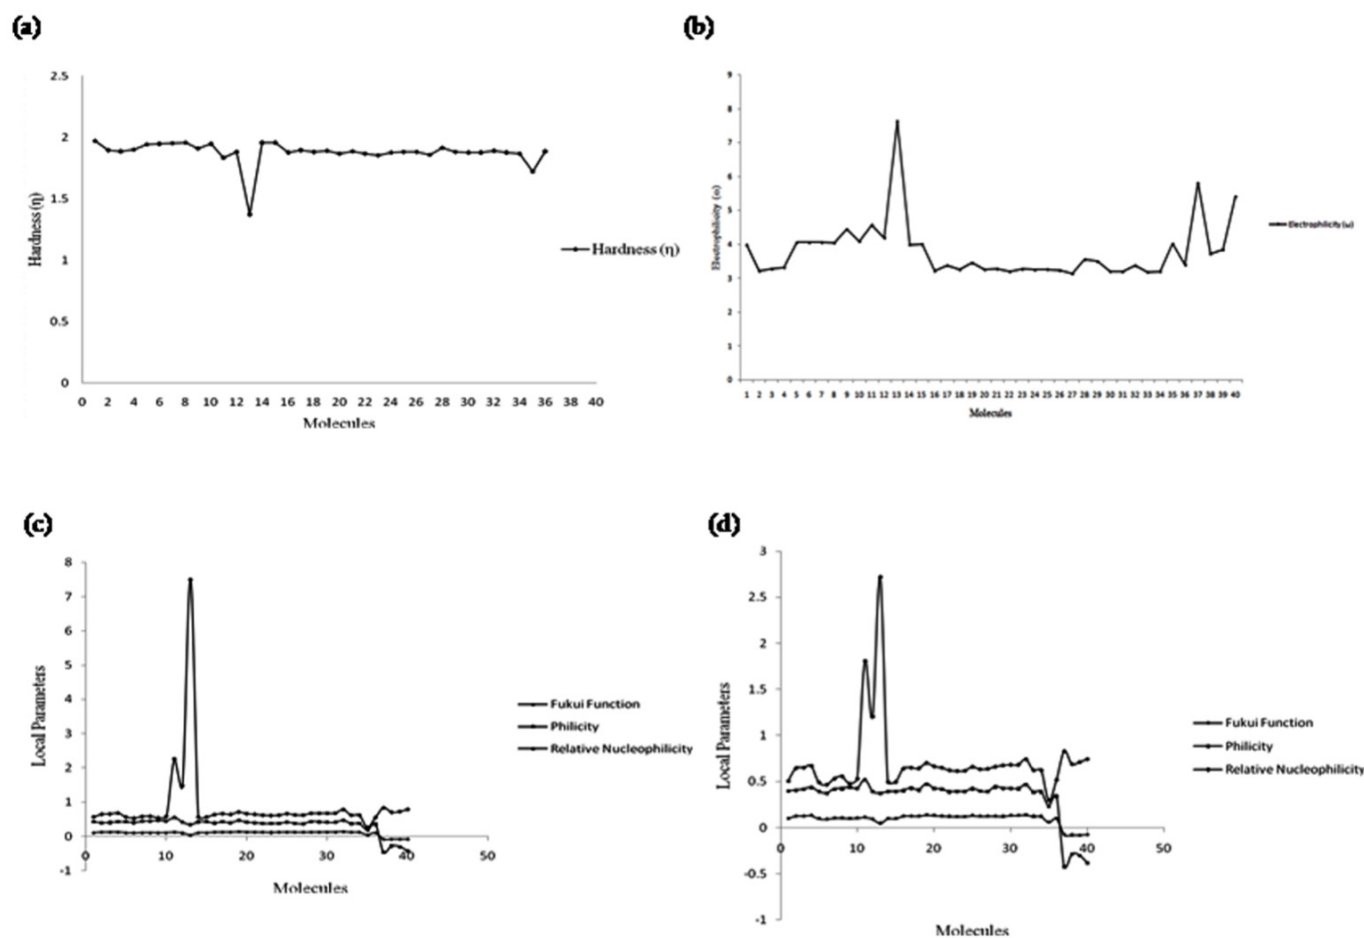 (a)
2.5
2
1.5
1
0.5
0
Hardness (η)
0 2 4 6 8 10 12 14 16 18 20 22 24 26 28 30 32 34 36 38 40
Molecules
Hardness (η)
(b)
9
8
7
6
5
4
3
2
1
0
Electrophilicity (ω)
1 2 3 4 5 6 7 8 9 10 11 12 13 14 15 16 17 18 19 20 21 22 23 24 25 26 27 28 29 30 31 32 33 34 35 36 37 38 39 40
Molecules
Electrophilicity (ω)
(c)
8
7
6
5
4
3
2
1
0
-1
Local Parameters
0 10 20 30 40 50
Molecules
Fukui Function
Philicity
Relative Nucleophilicity
(d)
3
2.5
2
1.5
1
0.5
0
-0.5
-1
Local Parameters
0 10 20 30 40 50
Molecules
Fukui Function
Philicity
Relative Nucleophilicity